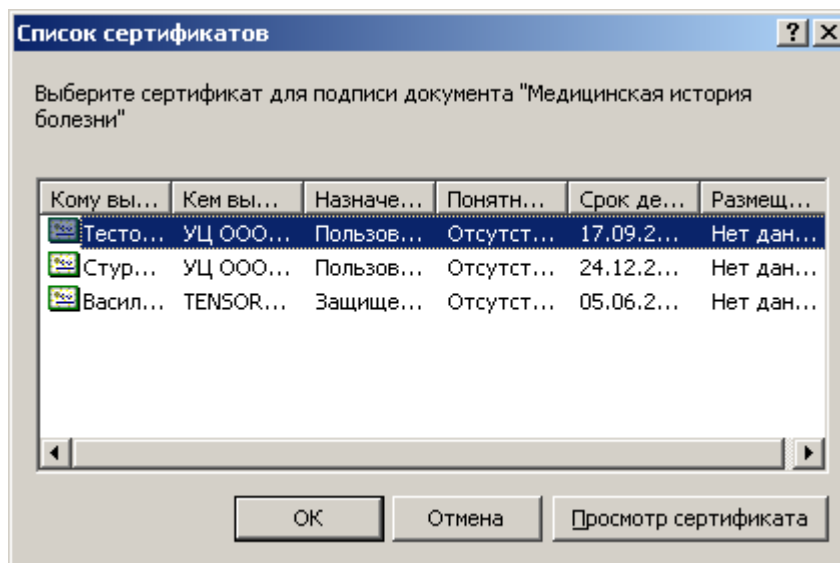 Список сертификатов
Выберите сертификат для подписи документа "Медицинская история
болезни"
Кому вы... Кем вы... Назначе... Понятн... Срок де... Размещ...
Тесто... УЦ ООО... Пользов... Отсутст... 17.09.2... Нет дан...
Стур... УЦ ООО... Пользов... Отсутст... 24.12.2... Нет дан...
Васил... TENSOR... Защище... Отсутст... 05.06.2... Нет дан...
ОК Отмена Просмотр сертификата